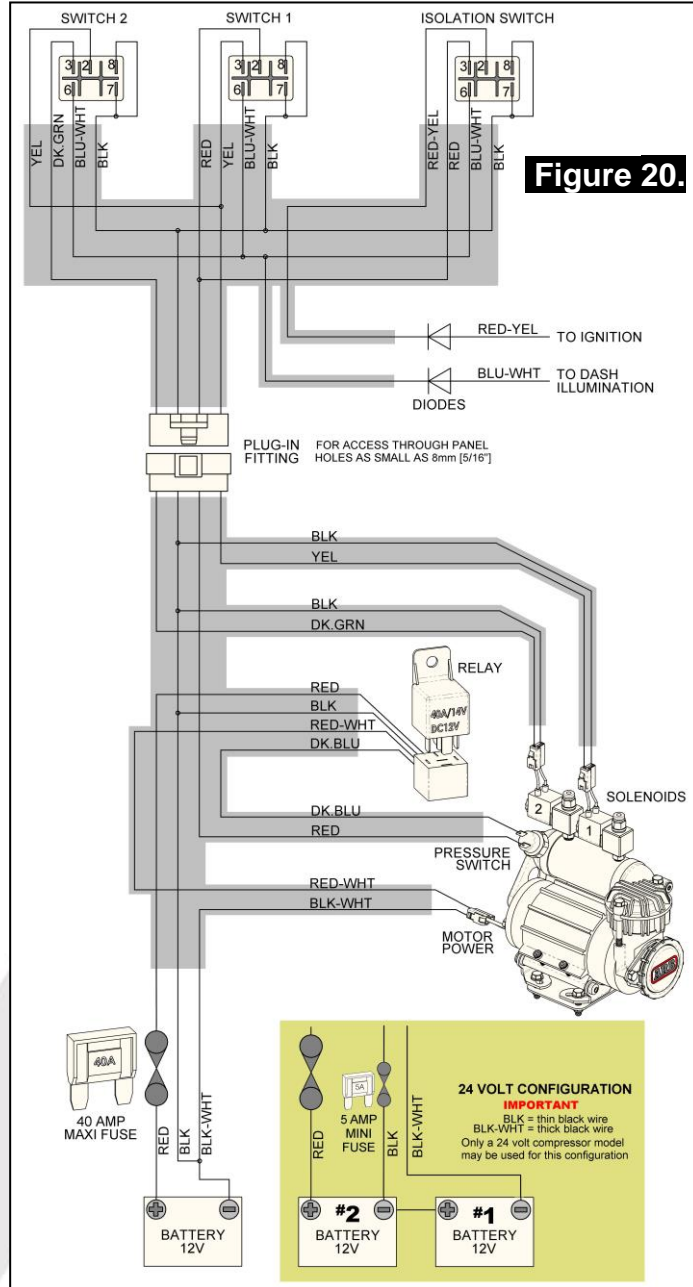 SWITCH 2 SWITCH 1 ISOLATION SWITCH
3 2 8 3 2 8 3 2 8
6 7 6 7 6 7
YEL DK.GRN BLU-WHT BLK RED YEL BLU-WHT BLK RED-YEL RED BLU-WHT BLK
Figure 20.
RED-YEL TO IGNITION
BLU-WHT TO DASH
ILLUMINATION
DIODES
PLUG-IN
FITTING
FOR ACCESS THROUGH PANEL
HOLES AS SMALL AS 8mm [5/16"]
BLK
YEL
BLK
DK.GRN
RED
BLK
RED-WHT
DK.BLU
RELAY
40A/14V
DC12V
DK.BLU
RED
SOLENOIDS
2 1
PRESSURE
SWITCH
RED-WHT
BLK-WHT
MOTOR
POWER
ARB
40A
40 AMP
MAXI FUSE
RED BLK BLK-WHT
BATTERY
12V
RED
5A
5 AMP
MINI
FUSE
BLK BLK-WHT
24 VOLT CONFIGURATION
IMPORTANT
BLK = thin black wire
BLK-WHT = thick black wire
Only a 24 volt compressor model
may be used for this configuration
#2 #1
BATTERY BATTERY
12V 12V